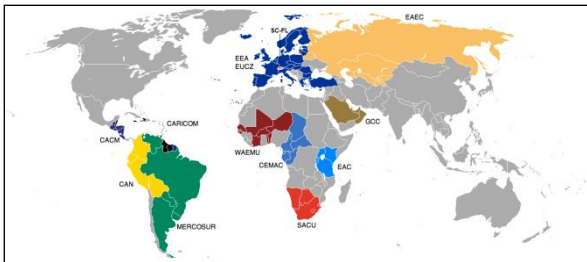 SC-FL
EAEC
EEA
EUCZ
GCC
CARICOM
CACM
WAEMU
CEMAC
EAC
CAN
SACU
MERCOSUR